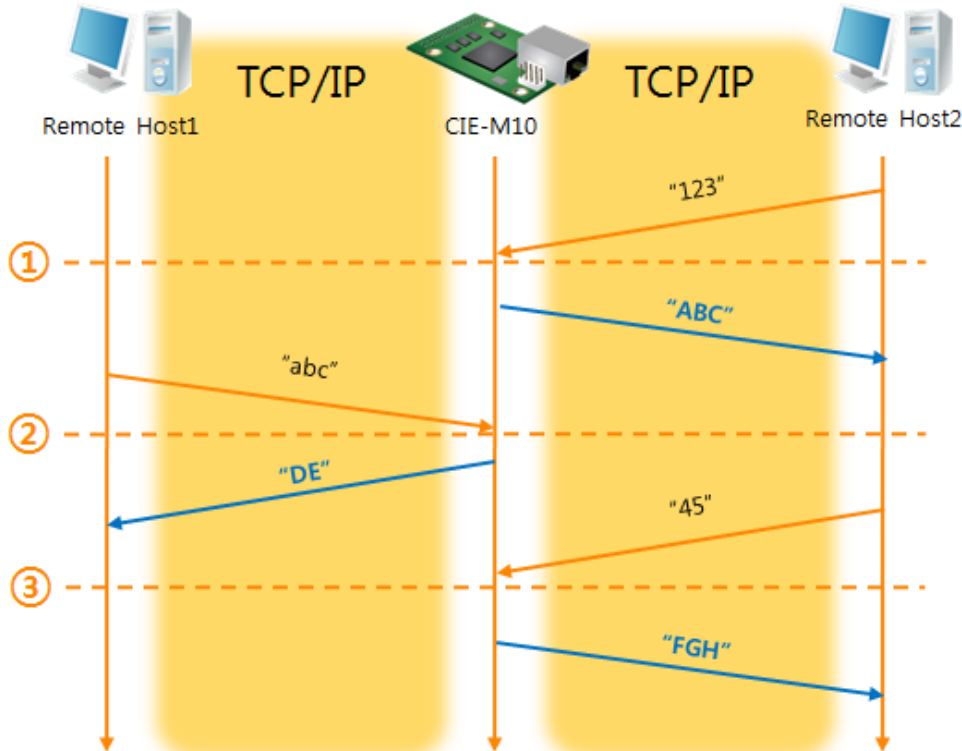 TCP/IP
TCP/IP
Remote Host1
CIE-M10
Remote Host2
"123"
①
"ABC"
"abc"
②
"DE"
"45"
③
"FGH"